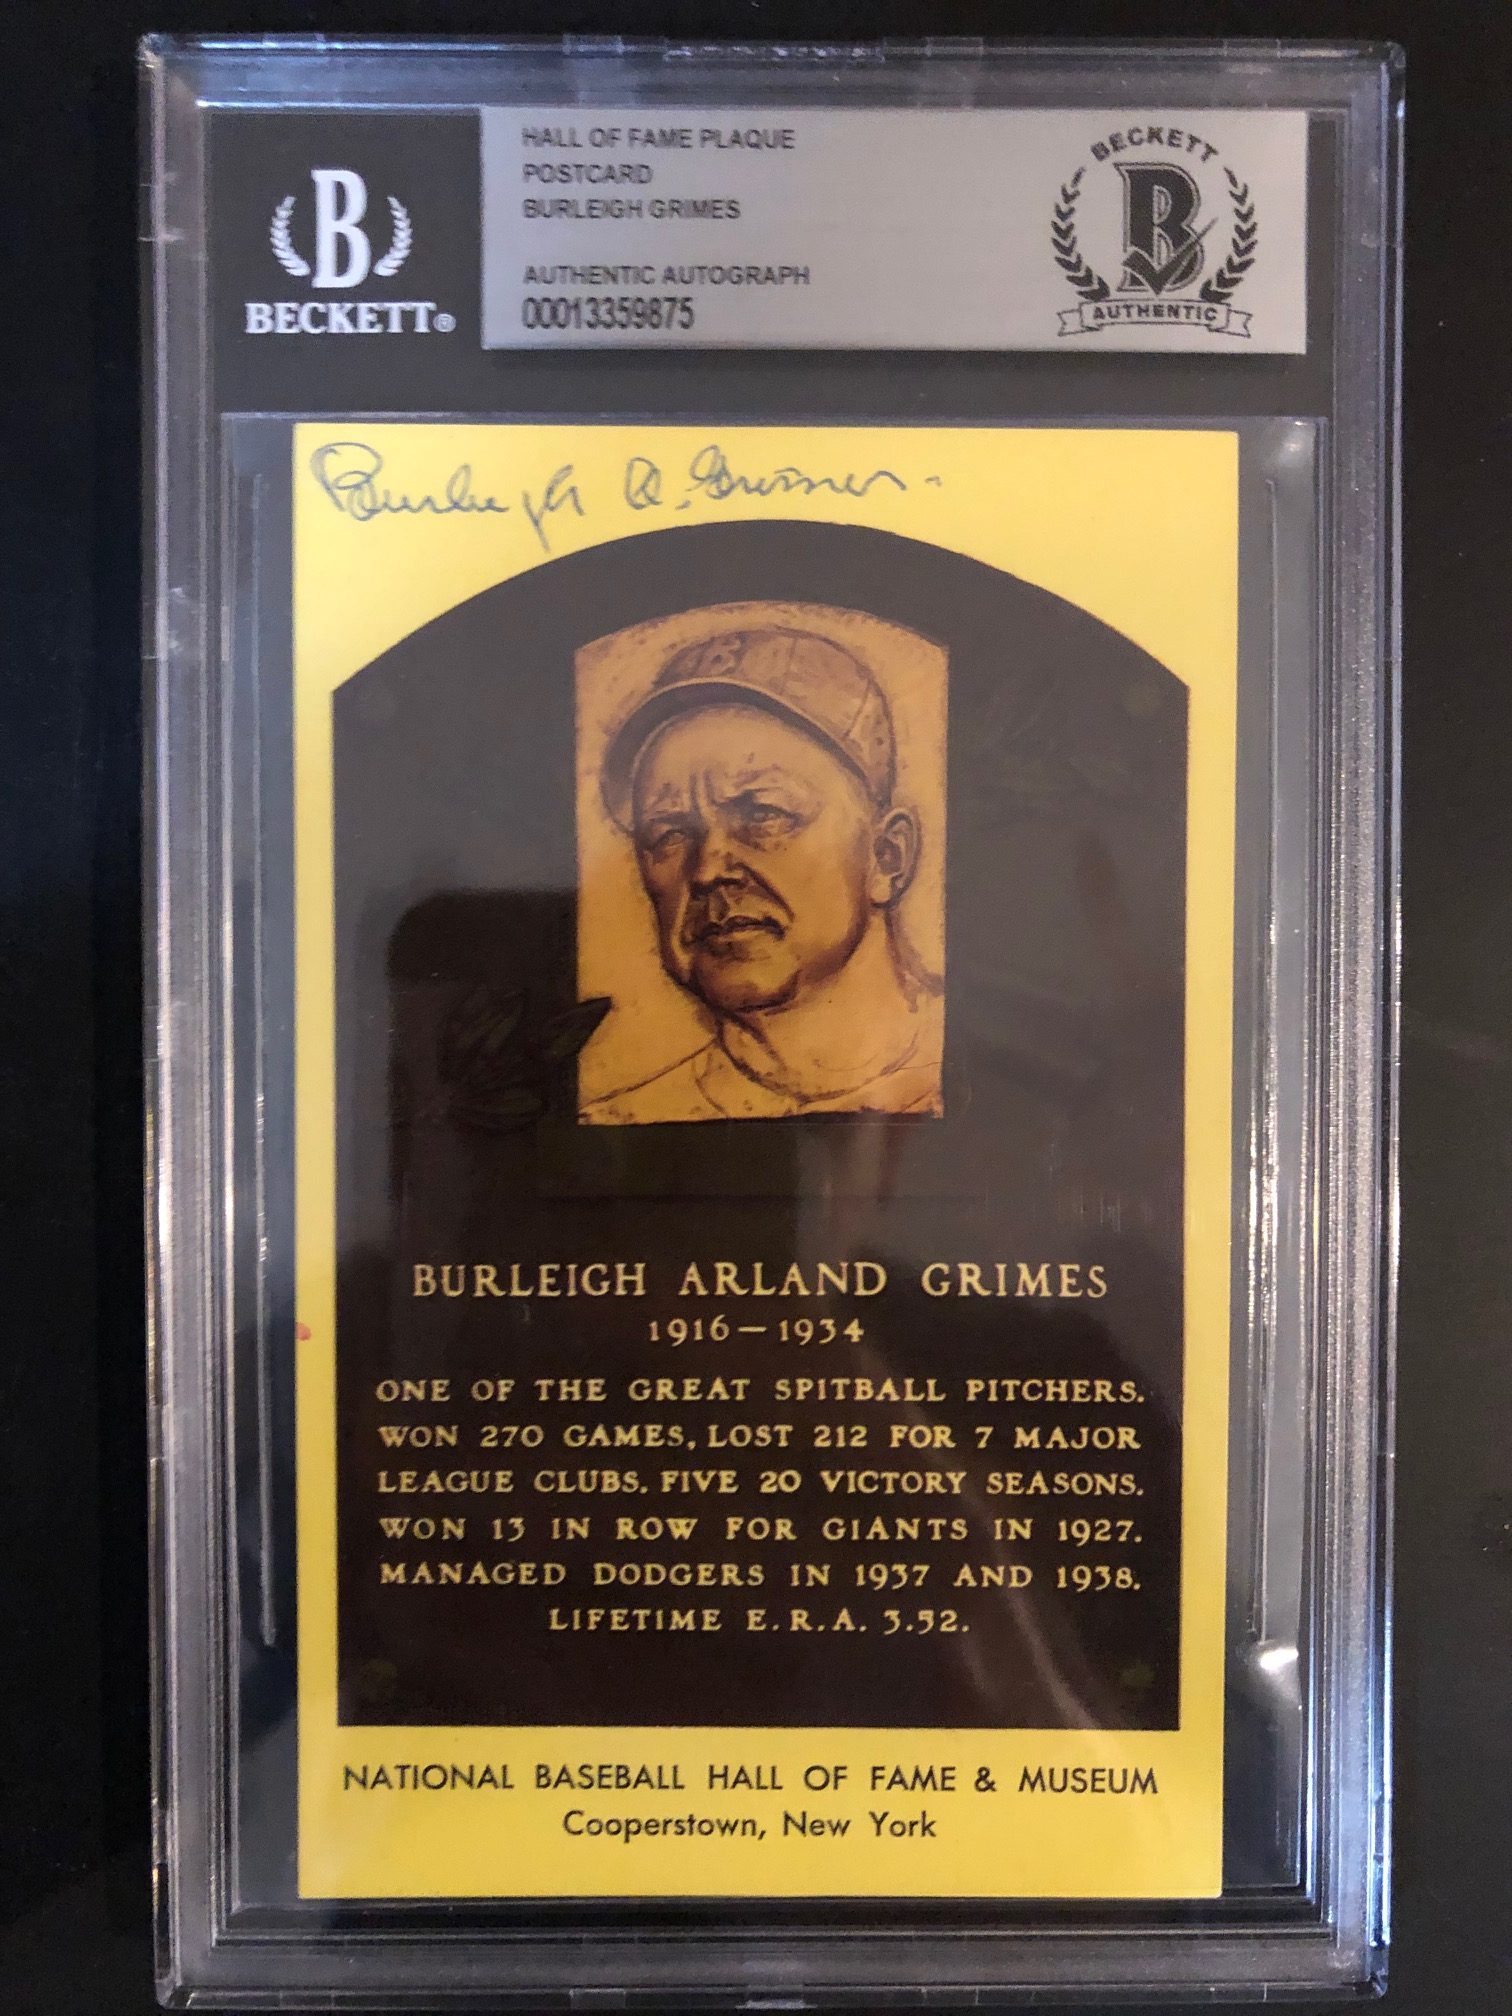 HALL OF FAME PLAQUE
POSTCARD
BURLEIGH GRIMES
AUTHENTIC AUTOGRAPH
00013359875
B
BECKETT®
BECKETT
B
AUTHENTIC
Burleigh A. Grimes.
B
BURLEIGH ARLAND GRIMES
1916—1934
ONE OF THE GREAT SPITBALL PITCHERS.
WON 270 GAMES, LOST 212 FOR 7 MAJOR
LEAGUE CLUBS. FIVE 20 VICTORY SEASONS.
WON 13 IN ROW FOR GIANTS IN 1927.
MANAGED DODGERS IN 1937 AND 1938.
LIFETIME E.R.A. 3.52.
NATIONAL BASEBALL HALL OF FAME & MUSEUM
Cooperstown, New York